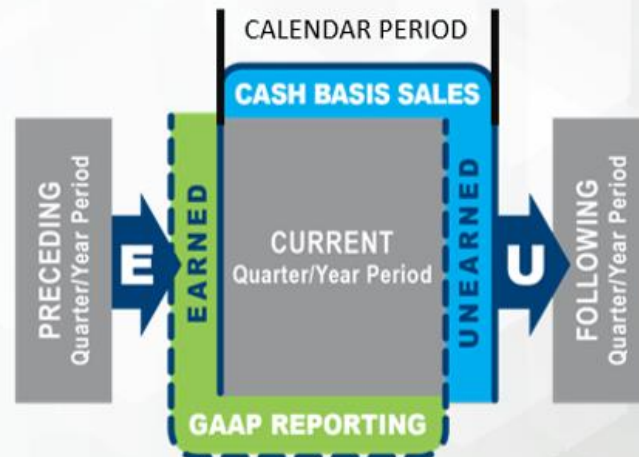 CALENDAR PERIOD
CASH BASIS SALES
PRECEDING
Quarter/Year Period
E
EARNED
CURRENT
Quarter/Year Period
UNEARNED
U
FOLLOWING
Quarter/Year Period
GAAP REPORTING